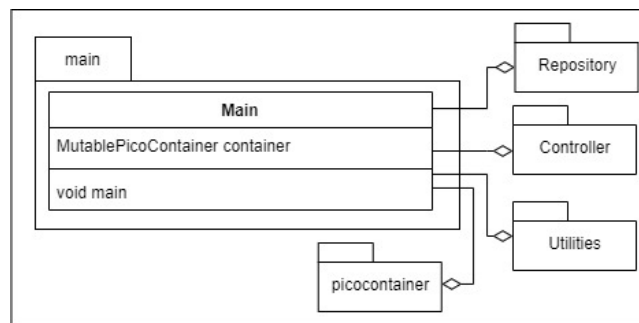 main
Main
MutablePicoContainer container
void main
Repository
Controller
Utilities
picocontainer